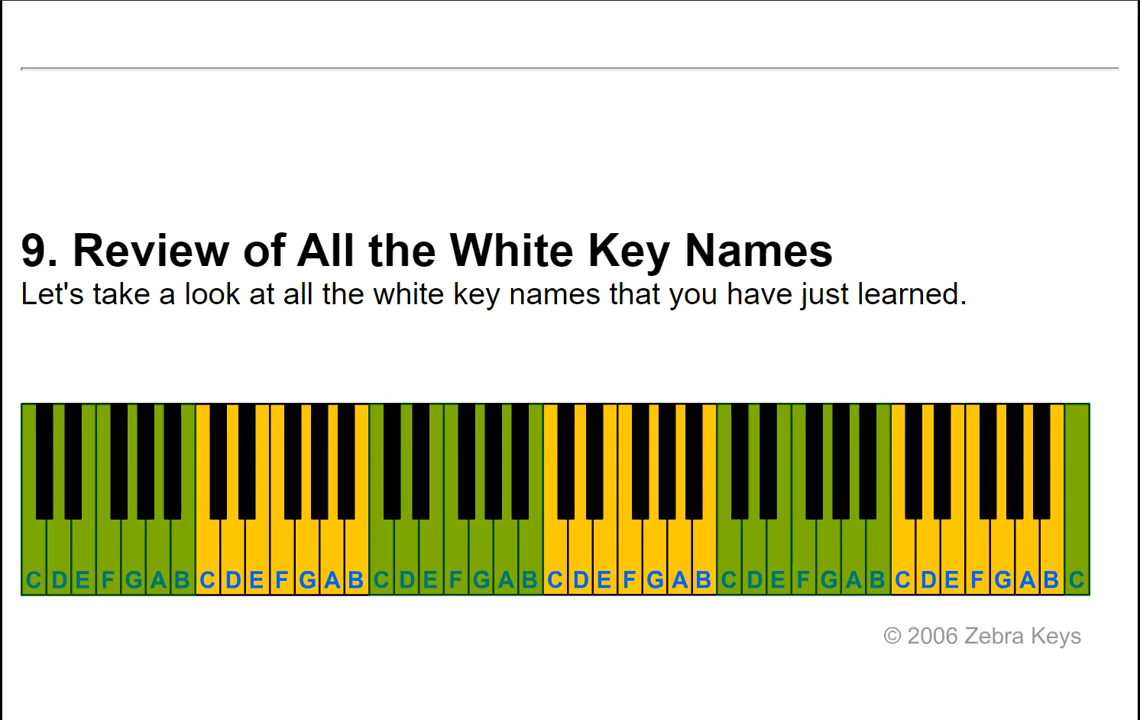 9. Review of All the White Key Names
Let's take a look at all the white key names that you have just learned.
C D E F G A B C D E F G A B C D E F G A B C D E F G A B C D E F G A B C D E F G A B C
© 2006 Zebra Keys